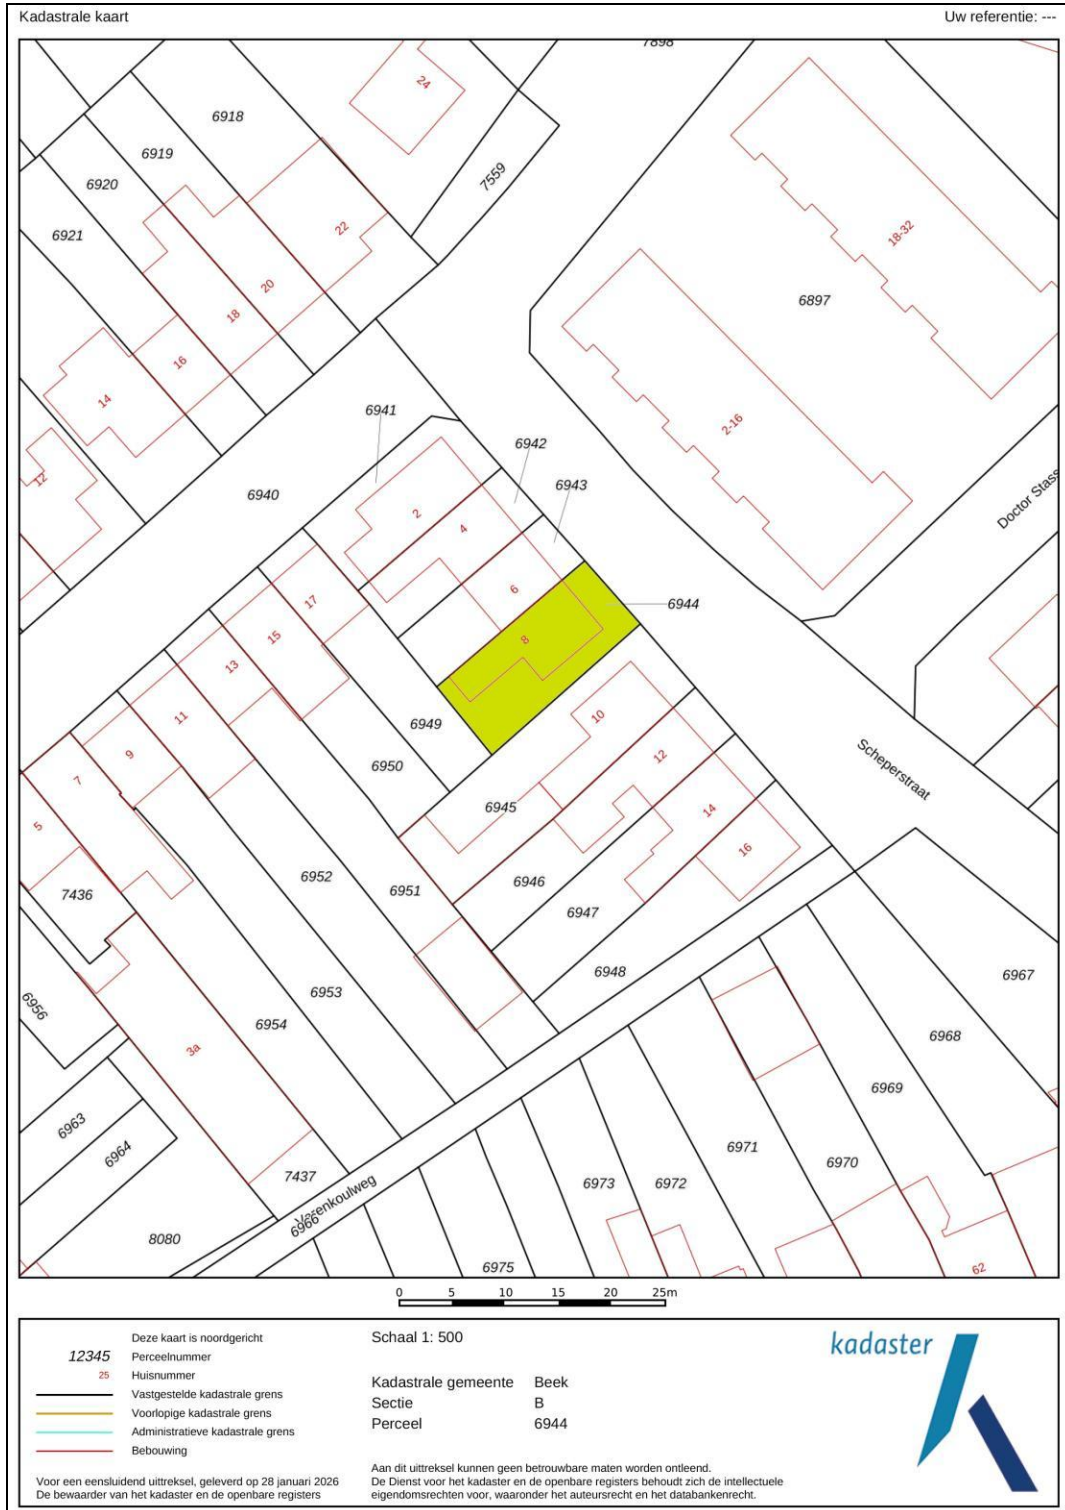 Kadastrale kaart
Uw referentie: ---
7898
24
6918
6919
6920
6921
7559
22
20
18
16
14
12
18-32
6897
2-16
Doctor Stass
6941
6942
6943
6940
2
4
6
8
6944
17
15
13
11
9
7
5
6949
6950
10
12
14
16
Scheperstraat
6945
6946
6947
6948
6951
6952
6953
6954
7436
6956
3a
6963
6964
7437
8080
Vo enkoulweg
6966
6967
6968
6969
6970
6971
6972
6973
6975
62
0 5 10 15 20 25m
Deze kaart is noordgericht
12345 Perceelnummer
25 Huisnummer
Vastgestelde kadastrale grens
Voorlopige kadastrale grens
Administratieve kadastrale grens
Bebouwing
Voor een eensluidend uittreksel, geleverd op 28 januari 2026
De bewaarder van het kadaster en de openbare registers
Schaal 1: 500
Kadastrale gemeente Beek
Sectie B
Perceel 6944
Aan dit uittreksel kunnen geen betrouwbare maten worden ontleend.
De Dienst voor het kadaster en de openbare registers behoudt zich de intellectuele
eigendomsrechten voor, waaronder het auteursrecht en het databankenrecht.
kadaster